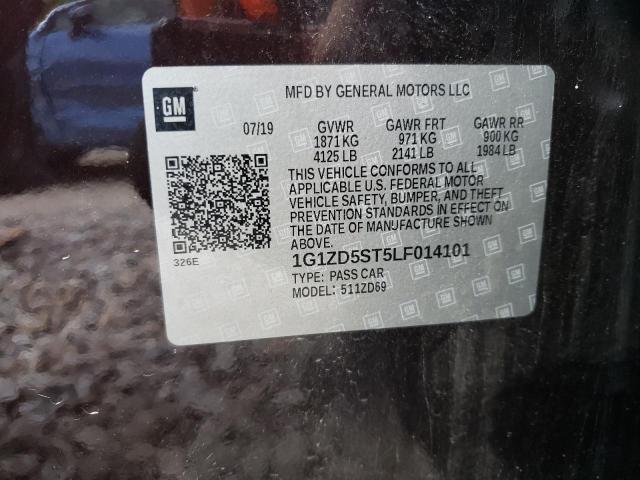 GM
MFD BY GENERAL MOTORS LLC
07/19 GVWR GAWR FRT GAWR RR
1871 KG 971 KG 900 KG
4125 LB 2141 LB 1984 LB
THIS VEHICLE CONFORMS TO ALL
APPLICABLE U.S. FEDERAL MOTOR
VEHICLE SAFETY, BUMPER, AND THEFT
PREVENTION STANDARDS IN EFFECT ON
THE DATE OF MANUFACTURE SHOWN
ABOVE.
326E
1G1ZD5ST5LF014101
TYPE: PASS CAR
MODEL: 511ZD69